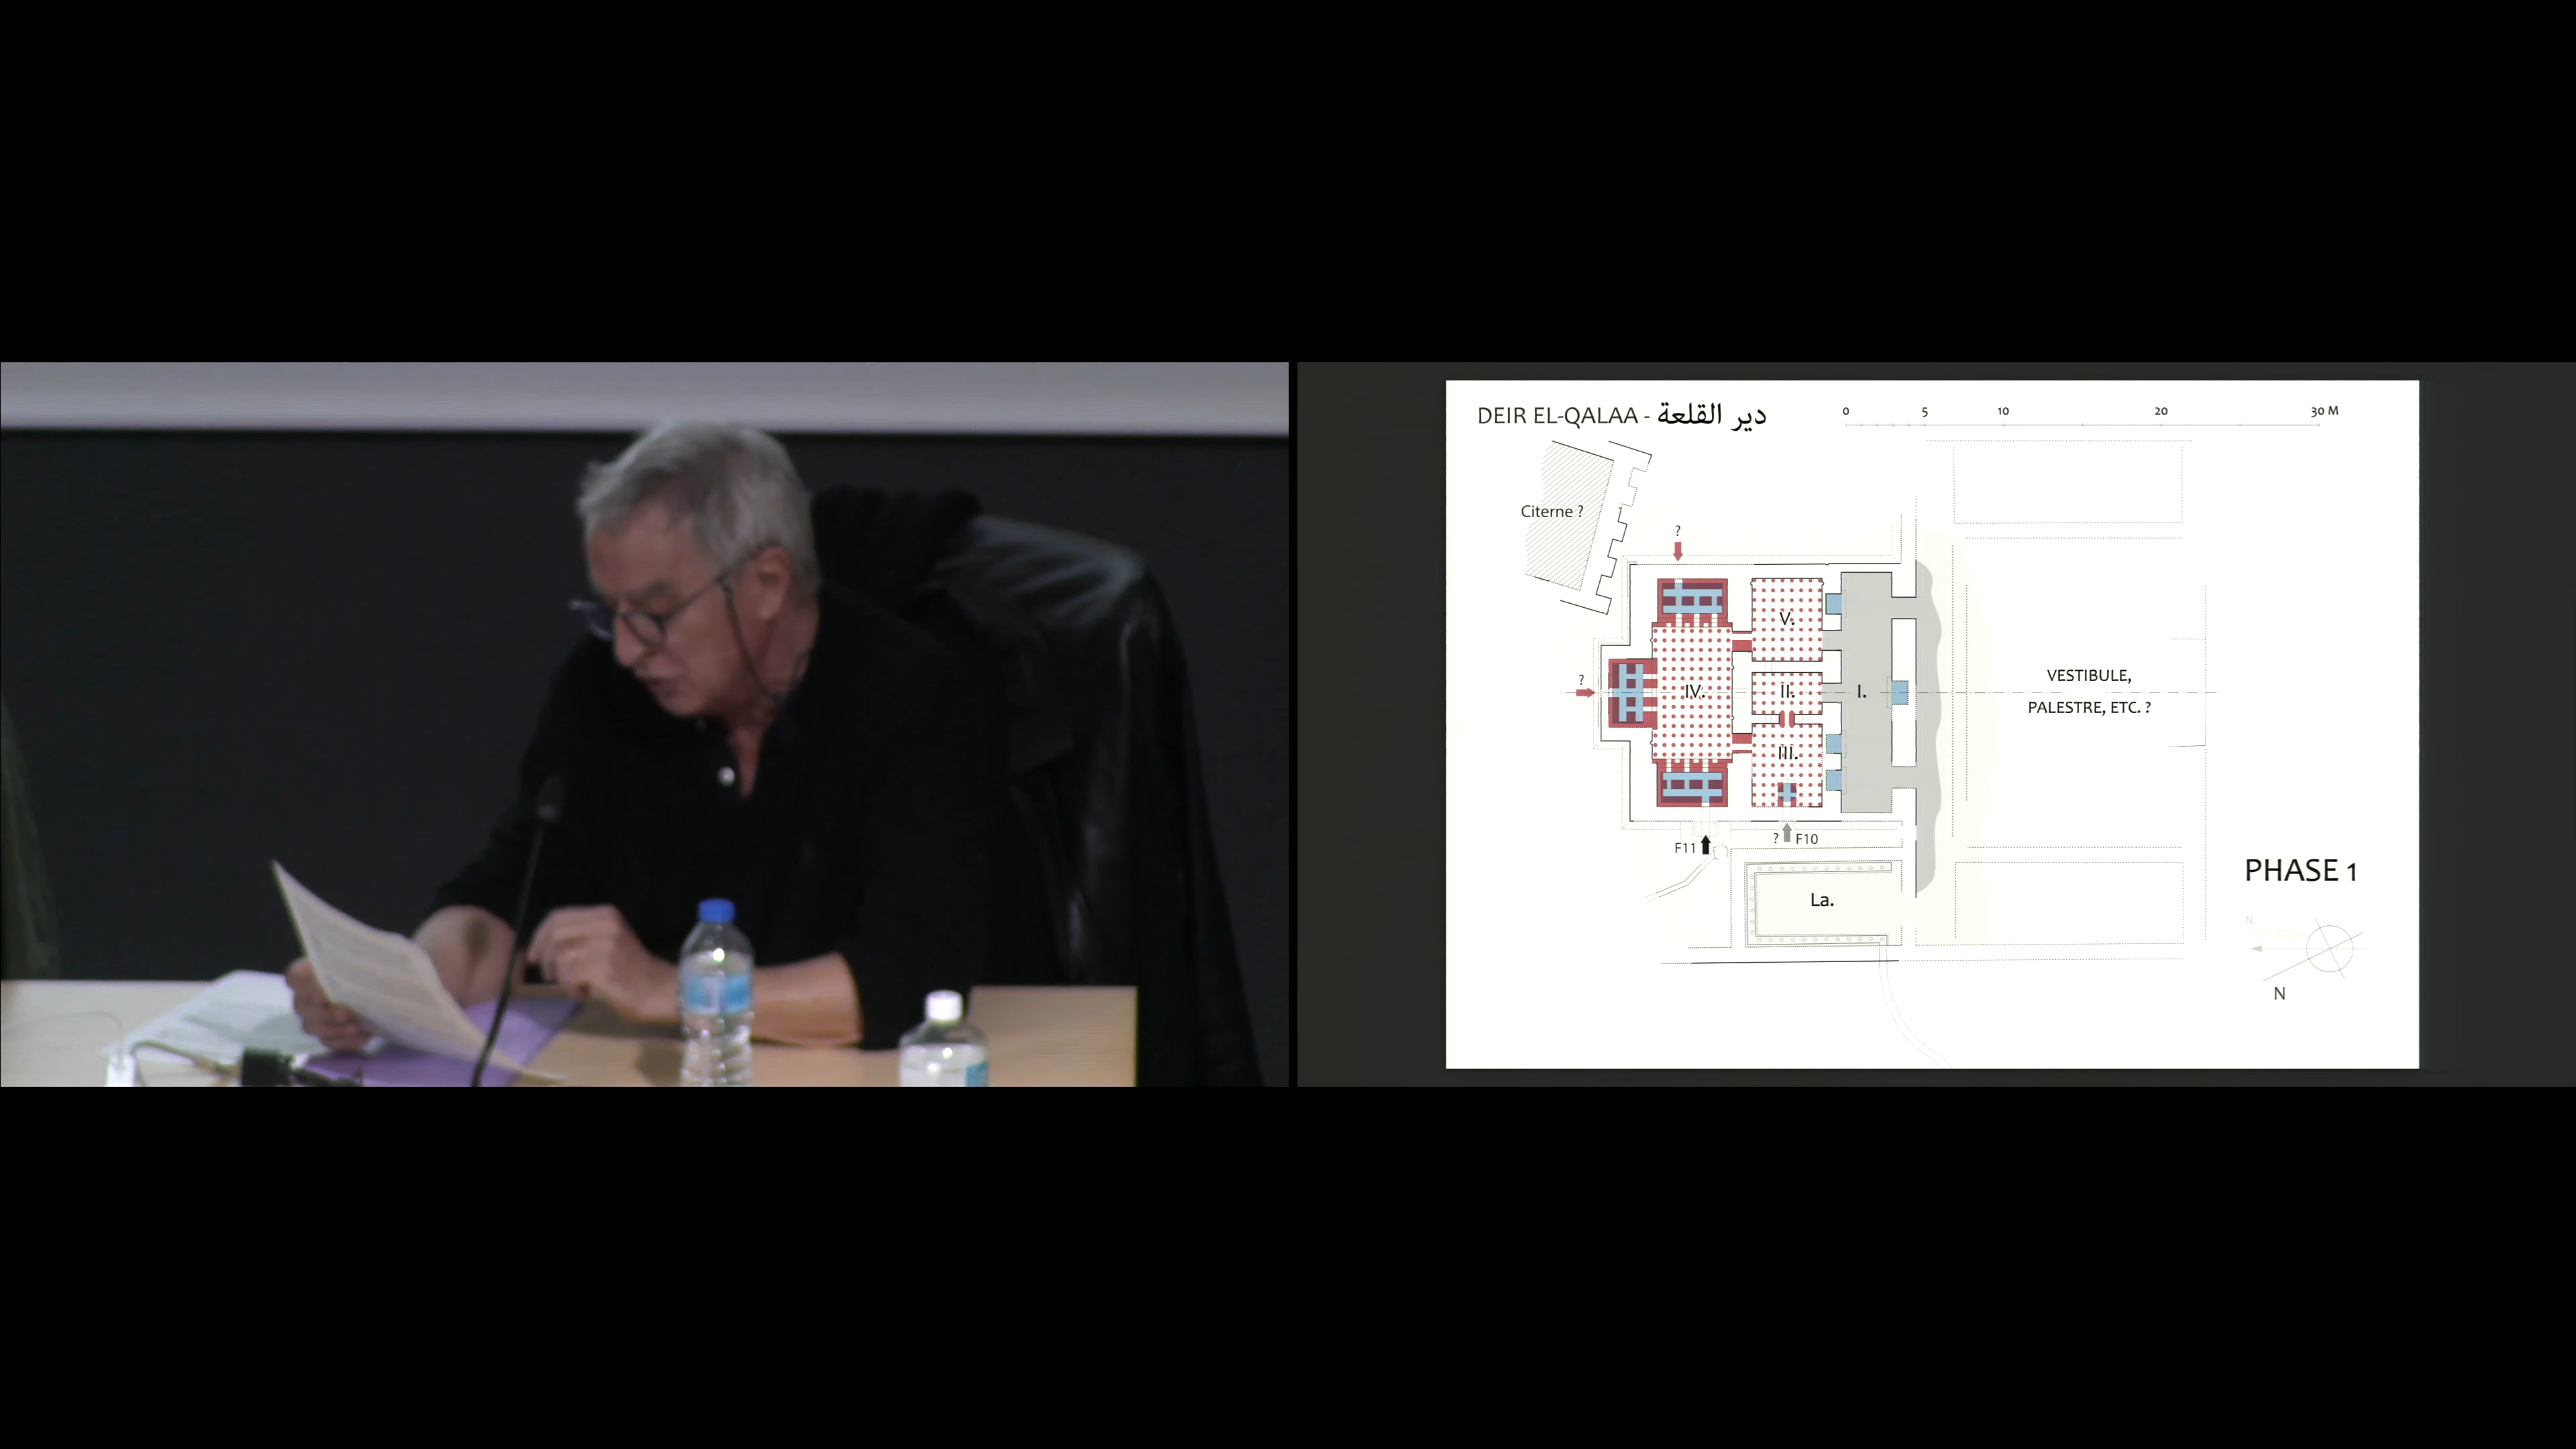 DEIR EL-QALAA - دير القلعة
0 5 10 20 30 M
Citerne ?
?
V.
?
IV.
II.
I.
VESTIBULE,
PALESTRE, ETC. ?
III.
? F10
F11
PHASE 1
La.
N
N